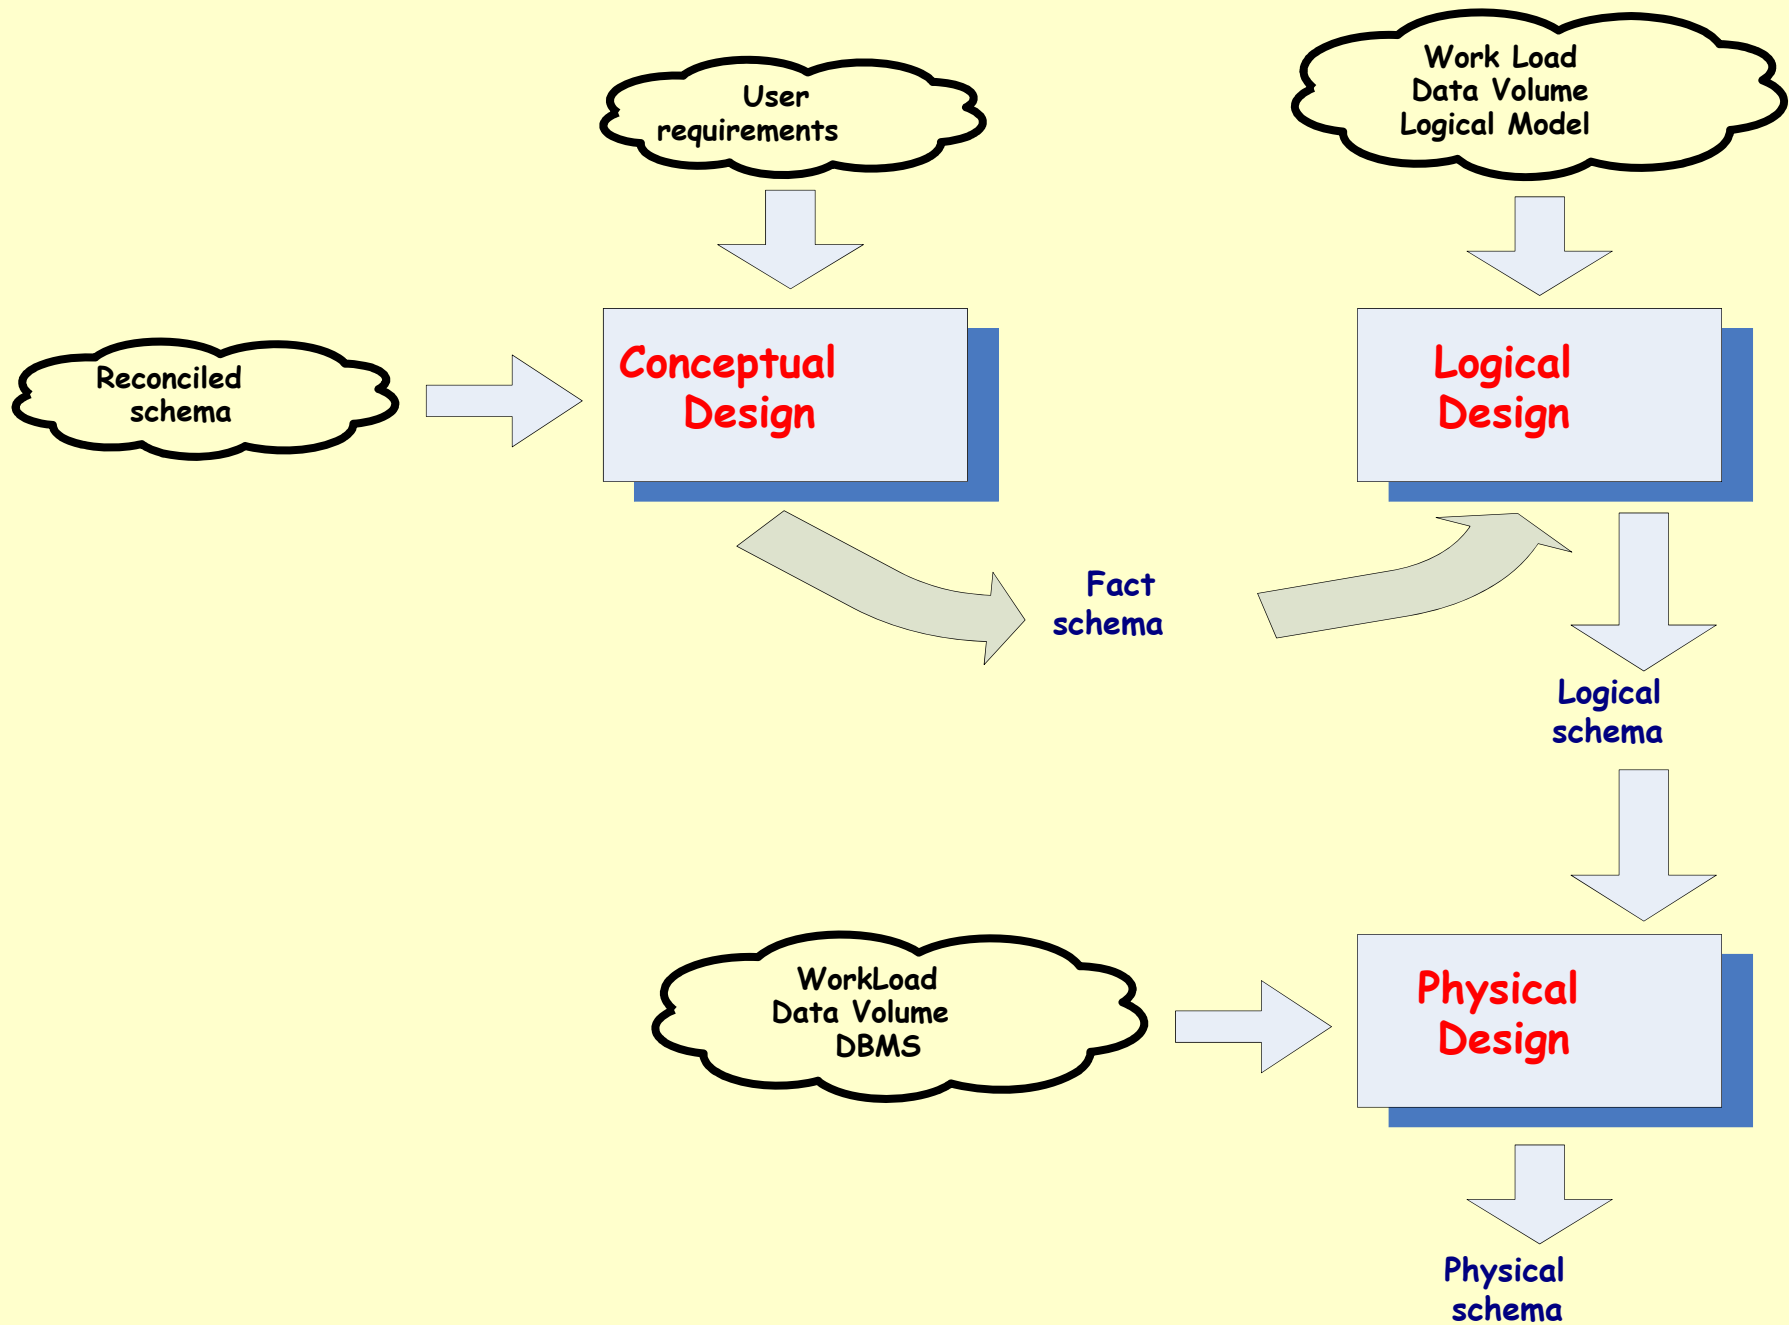 User
requirements
Work Load
Data Volume
Logical Model
Reconciled
schema
Conceptual
Design
Logical
Design
Fact
schema
Logical
schema
WorkLoad
Data Volume
DBMS
Physical
Design
Physical
schema